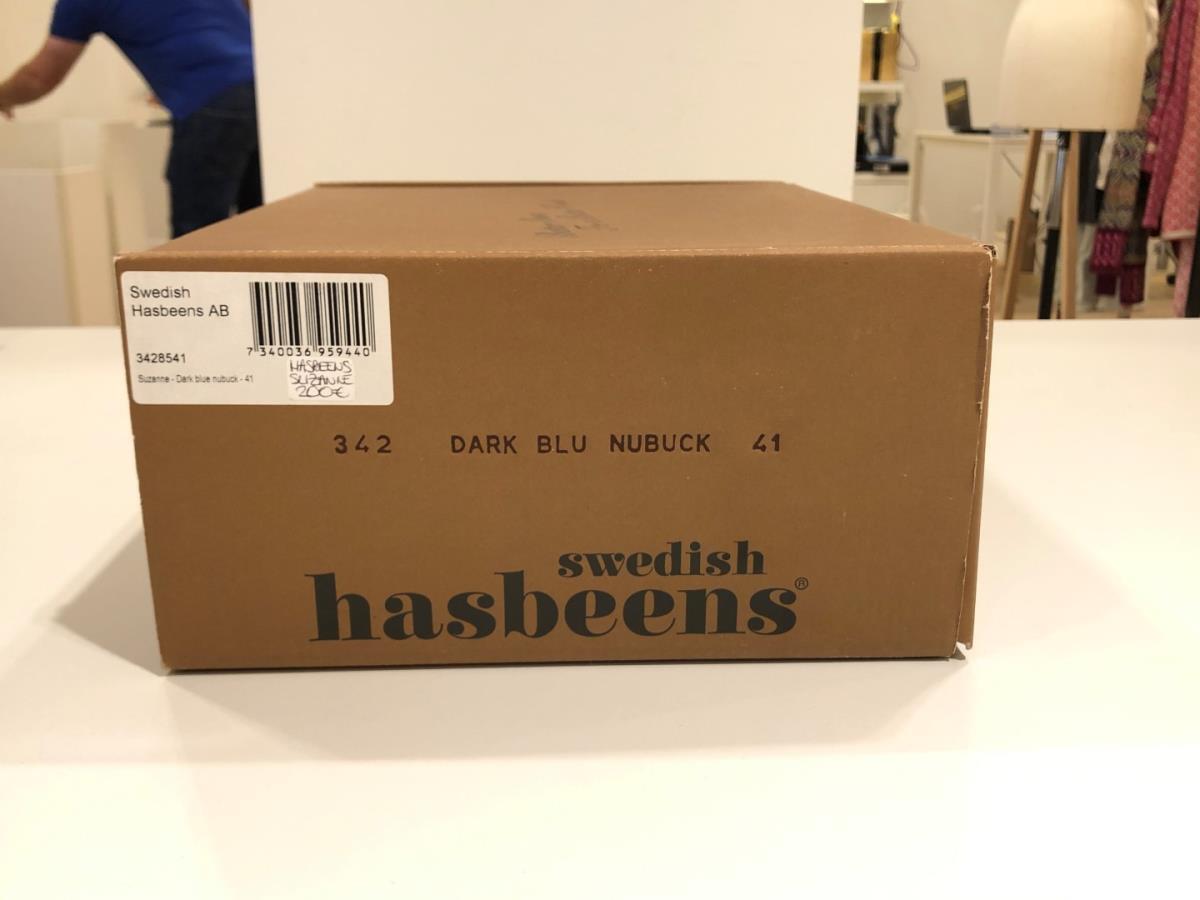 Swedish
Hasbeens AB
7 340036 959440
3428541
Suzanne - Dark blue nubuck - 41
HASBEENS
SUZANNE
200€
342 DARK BLU NUBUCK 41
swedish
hasbeens®